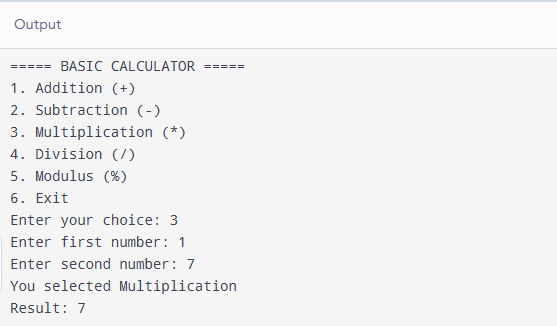 Output
===== BASIC CALCULATOR =====
1. Addition (+)
2. Subtraction (-)
3. Multiplication (*)
4. Division (/)
5. Modulus (%)
6. Exit
Enter your choice: 3
Enter first number: 1
Enter second number: 7
You selected Multiplication
Result: 7